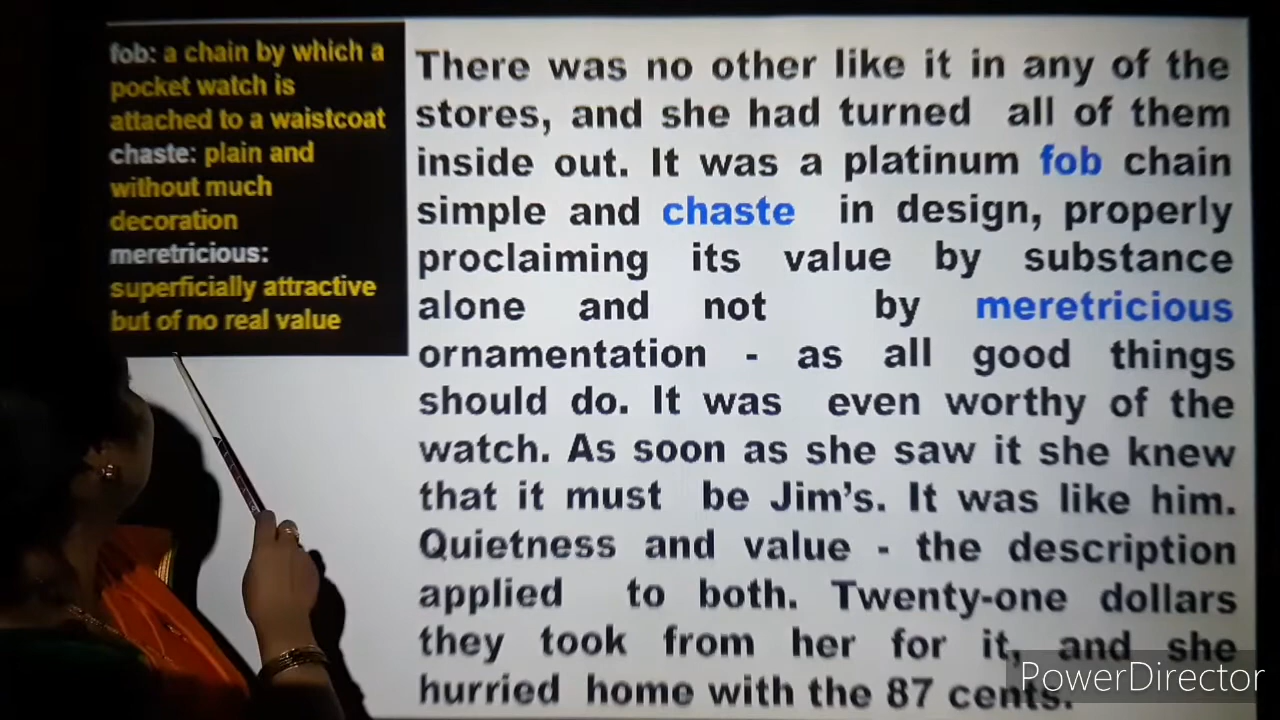 fob: a chain by which a
pocket watch is
attached to a waistcoat
chaste: plain and
without much
decoration
meretricious:
superficially attractive
but of no real value
There was no other like it in any of the
stores, and she had turned all of them
inside out. It was a platinum fob chain
simple and chaste in design, properly
proclaiming its value by substance
alone and not by meretricious
ornamentation - as all good things
should do. It was even worthy of the
watch. As soon as she saw it she knew
that it must be Jim's. It was like him.
Quietness and value - the description
applied to both. Twenty-one dollars
they took from her for it, and she
hurried home with the 87 cents.
PowerDirector